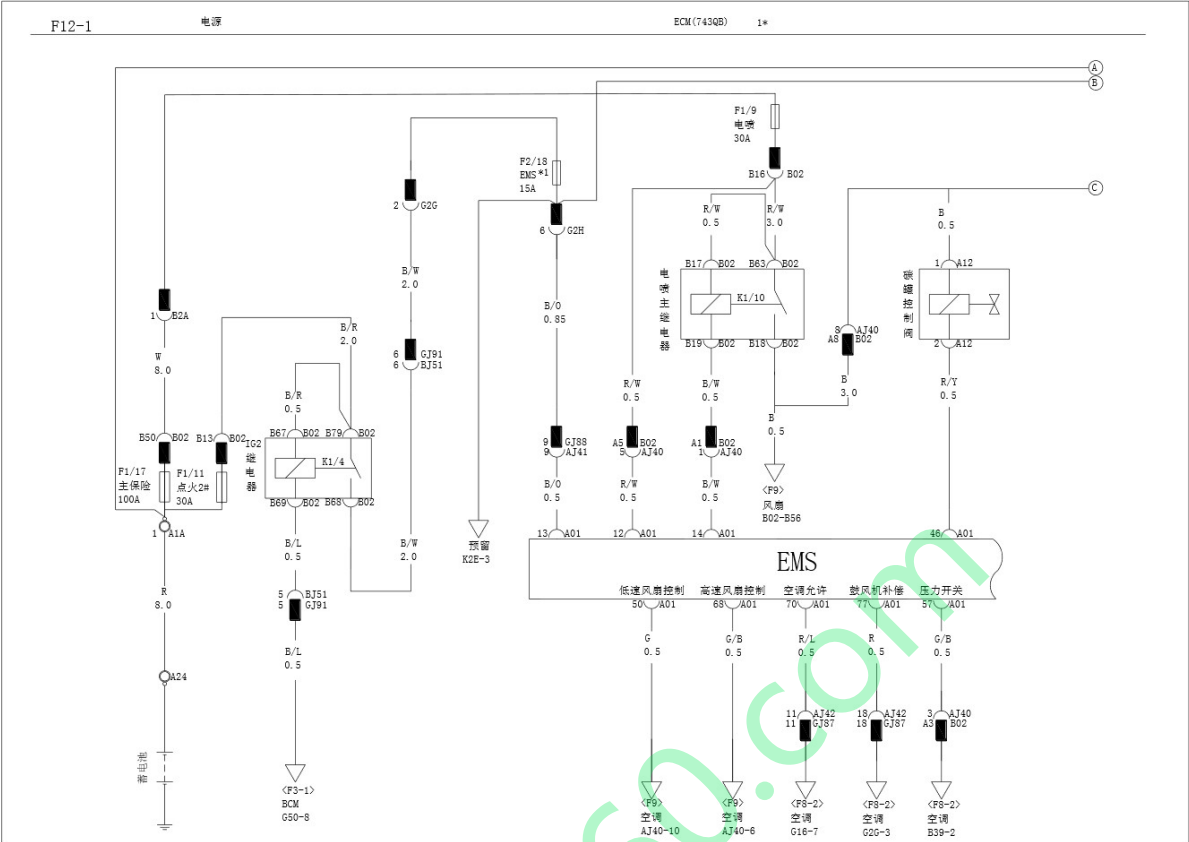 F12-1
电源
ECM(743QB)
1*
A
B
F1/9
电喷
30A
B16 B02
F2/18
EMS*1
15A
2 G2G
6 G2H
C
R/W
0.5
R/W
3.0
B
0.5
B17 B02
B63 B02
1 A12
电喷主继电器
K1/10
碳罐控制阀
B19 B02
B18 B02
8 AJ40
A8 B02
2 A12
B/W
2.0
B/O
0.85
1 B2A
B/R
2.0
W
8.0
6 GJ91
6 BJ51
B/R
0.5
R/W
0.5
B/W
0.5
B
3.0
R/Y
0.5
B
0.5
B50 B02
B13 B02
B67 B02
B79 B02
IG2继电器
K1/4
9 GJ88
9 AJ41
A5 B02
5 AJ40
A1 B02
1 AJ40
F1/17
主保险
100A
F1/11
点火2#
30A
B69 B02
B68 B02
B/O
0.5
R/W
0.5
B/W
0.5
<F9>
风扇
B02-B56
1 A1A
B/L
0.5
B/W
2.0
预留
K2E-3
13 A01
12 A01
14 A01
46 A01
EMS
R
8.0
5 BJ51
5 GJ91
低速风扇控制
高速风扇控制
空调允许
鼓风机补偿
压力开关
50 A01
68 A01
70 A01
77 A01
57 A01
B/L
0.5
G
0.5
G/B
0.5
R/L
0.5
R
0.5
G/B
0.5
A24
11 AJ42
11 GJ87
18 AJ42
18 GJ87
3 AJ40
A3 B02
蓄电池
<F3-1>
BCM
G50-8
<F9>
空调
AJ40-10
<F9>
空调
AJ40-6
<F8-2>
空调
G16-7
<F8-2>
空调
G2G-3
<F8-2>
空调
B39-2
60.com